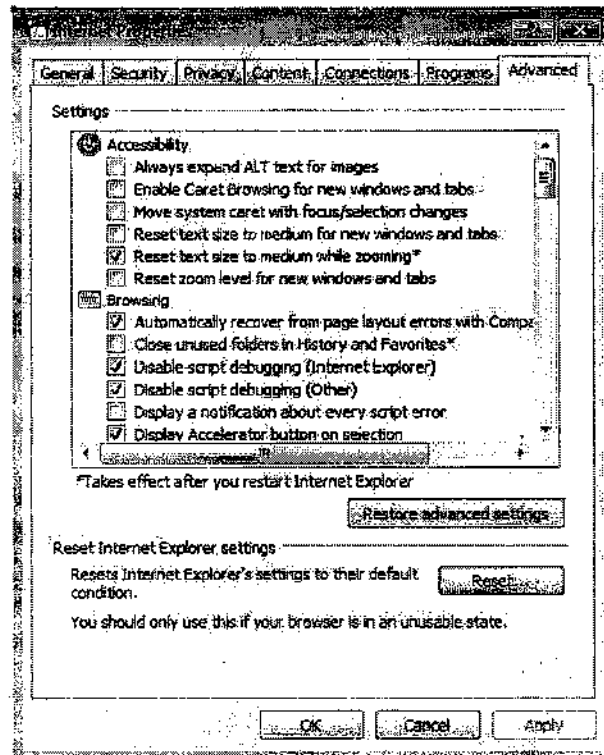 Internet Properties
General Security Privacy Content Connections Programs Advanced
Settings
Accessibility
Always expand ALT text for images
Enable Caret Browsing for new windows and tabs
Move system caret with focus/selection changes
Reset text size to medium for new windows and tabs
Reset text size to medium while zooming*
Reset zoom level for new windows and tabs
Browsing
Automatically recover from page layout errors with Compa
Close unused folders in History and Favorites*
Disable script debugging (Internet Explorer)
Disable script debugging (Other)
Display a notification about every script error
Display Accelerator button on selection
*Takes effect after you restart Internet Explorer
Restore advanced settings
Reset Internet Explorer settings
Resets Internet Explorer's settings to their default
condition.
Reset...
You should only use this if your browser is in an unusable state.
OK Cancel Apply